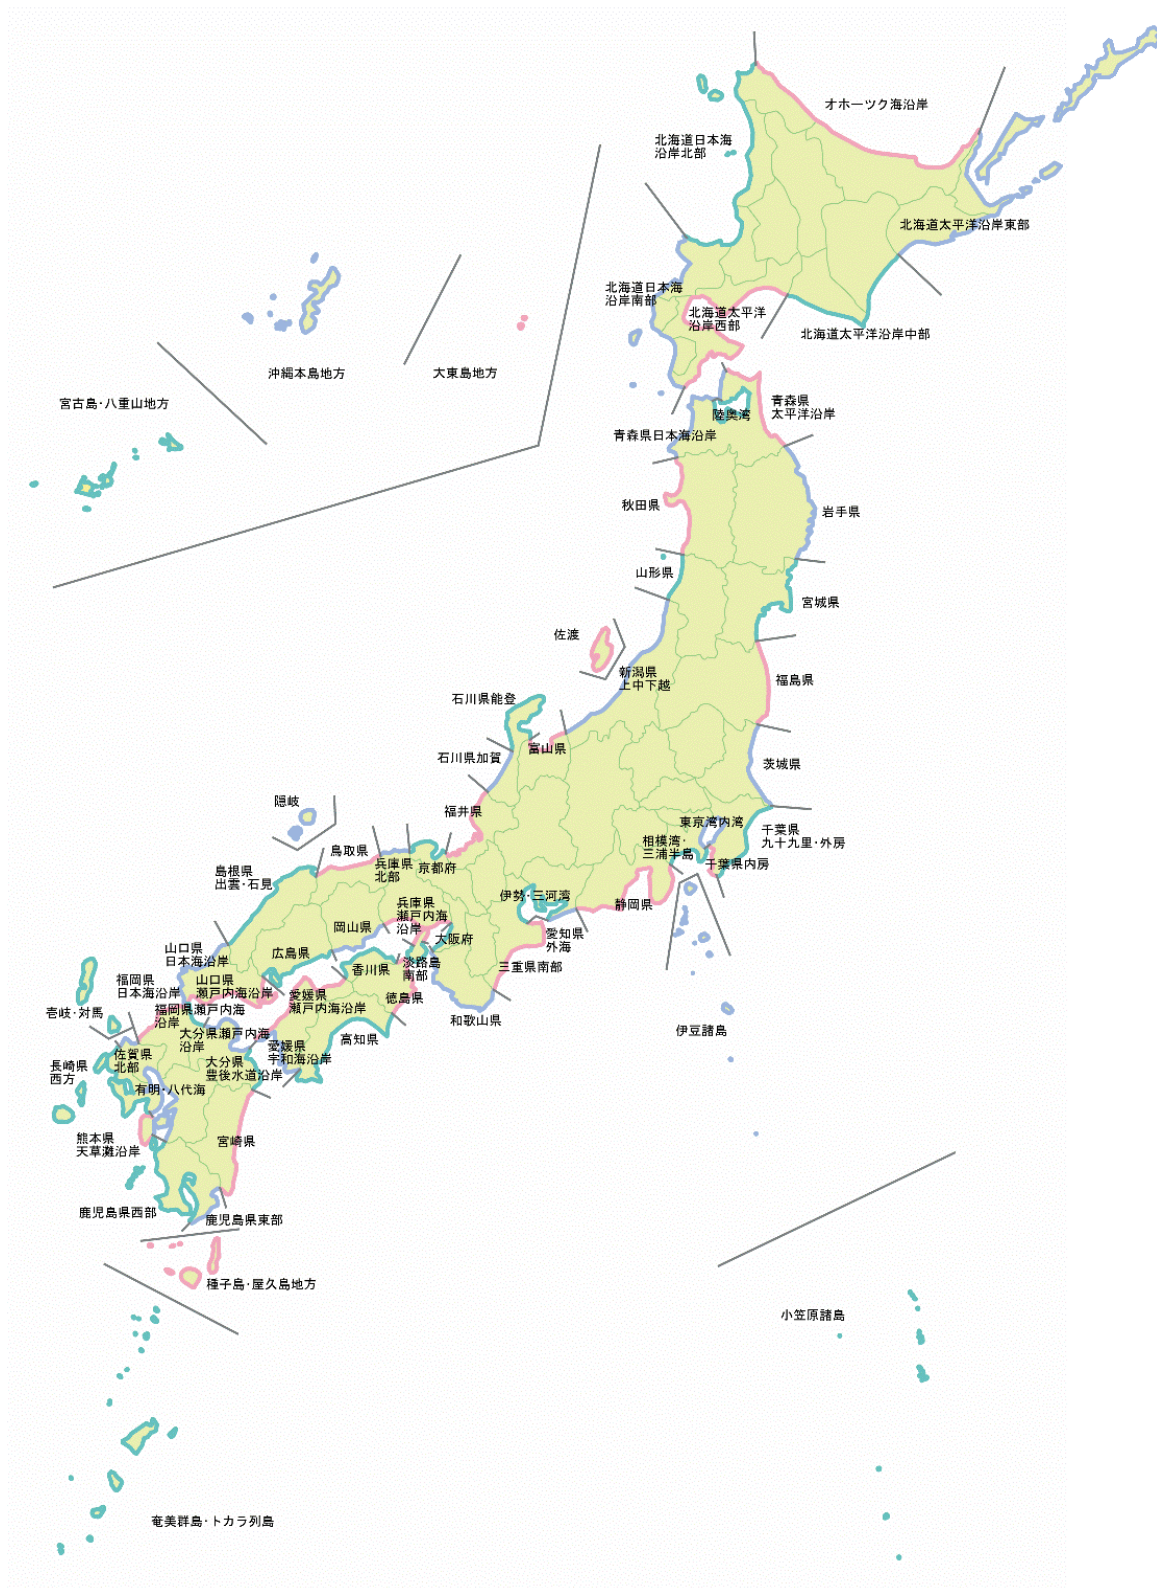 オホーツク海沿岸
北海道日本海
沿岸北部
北海道太平洋沿岸東部
北海道日本海
沿岸南部
北海道太平洋
沿岸西部
北海道太平洋沿岸中部
沖縄本島地方
大東島地方
宮古島・八重山地方
陸奥湾
青森県
太平洋沿岸
青森県日本海沿岸
秋田県
岩手県
山形県
宮城県
佐渡
新潟県
上中下越
福島県
石川県能登
富山県
石川県加賀
茨城県
隠岐
福井県
東京湾内湾
千葉県
九十九里・外房
相模湾・
三浦半島
千葉県内房
鳥取県
兵庫県
北部
京都府
島根県
出雲・石見
伊勢・三河湾
静岡県
兵庫県
瀬戸内海
沿岸
岡山県
大阪府
愛知県
外海
山口県
日本海沿岸
広島県
香川県
淡路島
南部
三重県南部
福岡県
日本海沿岸
山口県
瀬戸内海沿岸
愛媛県
瀬戸内海沿岸
徳島県
壱岐・対馬
福岡県瀬戸内海
沿岸
和歌山県
伊豆諸島
大分県瀬戸内海
沿岸
高知県
愛媛県
宇和海沿岸
佐賀県
北部
長崎県
西方
大分県
豊後水道沿岸
有明・八代海
熊本県
天草灘沿岸
宮崎県
鹿児島県西部
鹿児島県東部
種子島・屋久島地方
小笠原諸島
奄美群島・トカラ列島